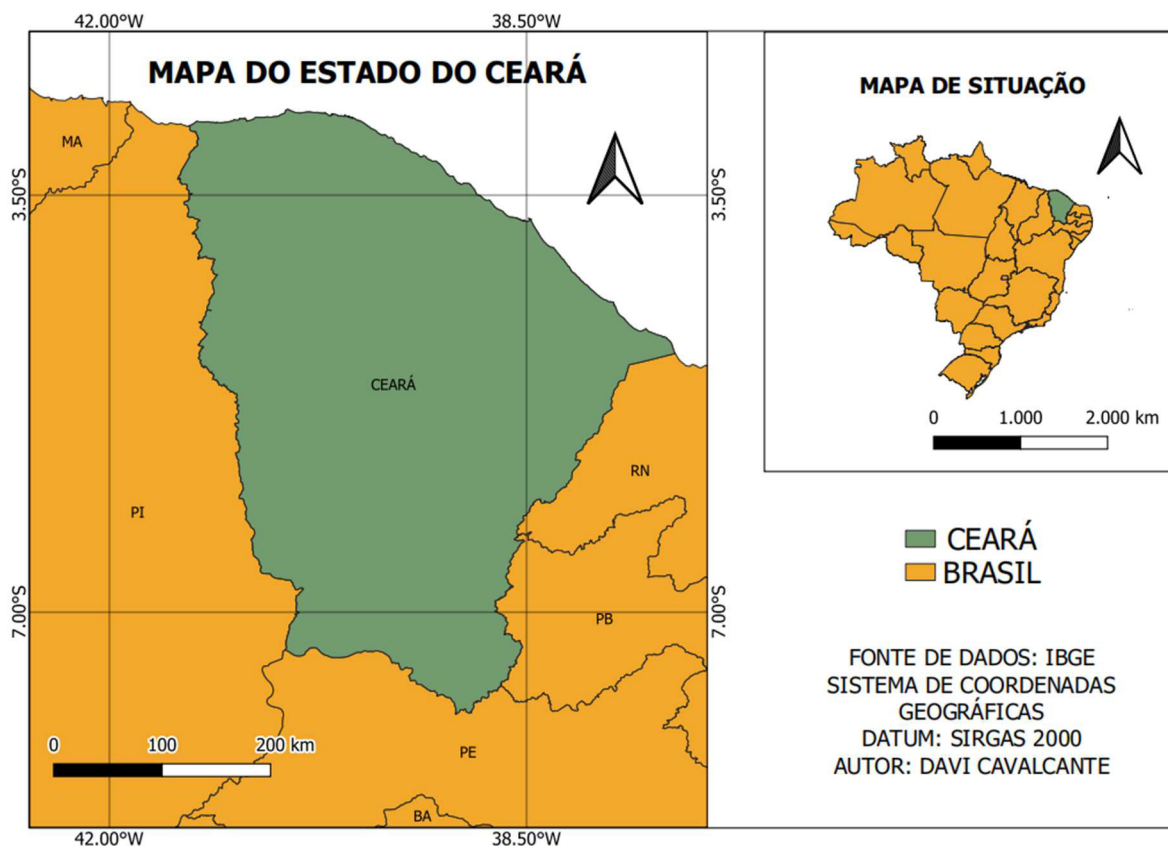 42.00°W
38.50°W
MAPA DO ESTADO DO CEARÁ
MA
3.50°S
3.50°S
CEARÁ
RN
PI
7.00°S
7.00°S
PB
0 100 200 km
PE
BA
42.00°W
38.50°W
MAPA DE SITUAÇÃO
0 1.000 2.000 km
CEARÁ
BRASIL
FONTE DE DADOS: IBGE
SISTEMA DE COORDENADAS
GEOGRÁFICAS
DATUM: SIRGAS 2000
AUTOR: DAVI CAVALCANTE